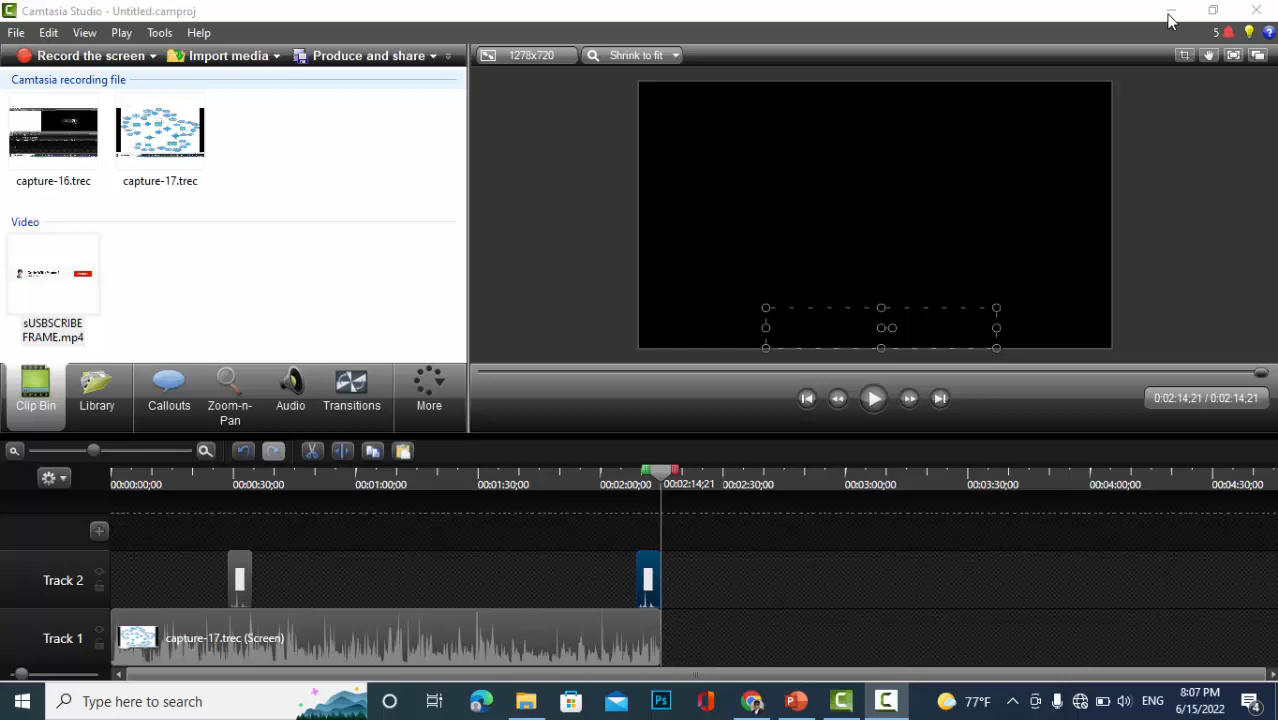 Camtasia Studio - Untitled.camproj
File Edit View Play Tools Help
5
Record the screen Import media Produce and share
1278x720 Shrink to fit
Camtasia recording file
capture-16.trec capture-17.trec
Video
sUSBSCRIBE
FRAME.mp4
Clip Bin Library Callouts Zoom-n-
Pan Audio Transitions More
0:02:14,21 / 0:02:14,21
00:00:00;00 00:00:30;00 00:01:00;00 00:01:30;00 00:02:00;00 00:02:14;21 00:02:30;00 00:03:00;00 00:03:30;00 00:04:00;00 00:04:30;00
Track 2
Track 1 capture-17.trec (Screen)
Type here to search
77°F
ENG
8:07 PM
6/15/2022
4